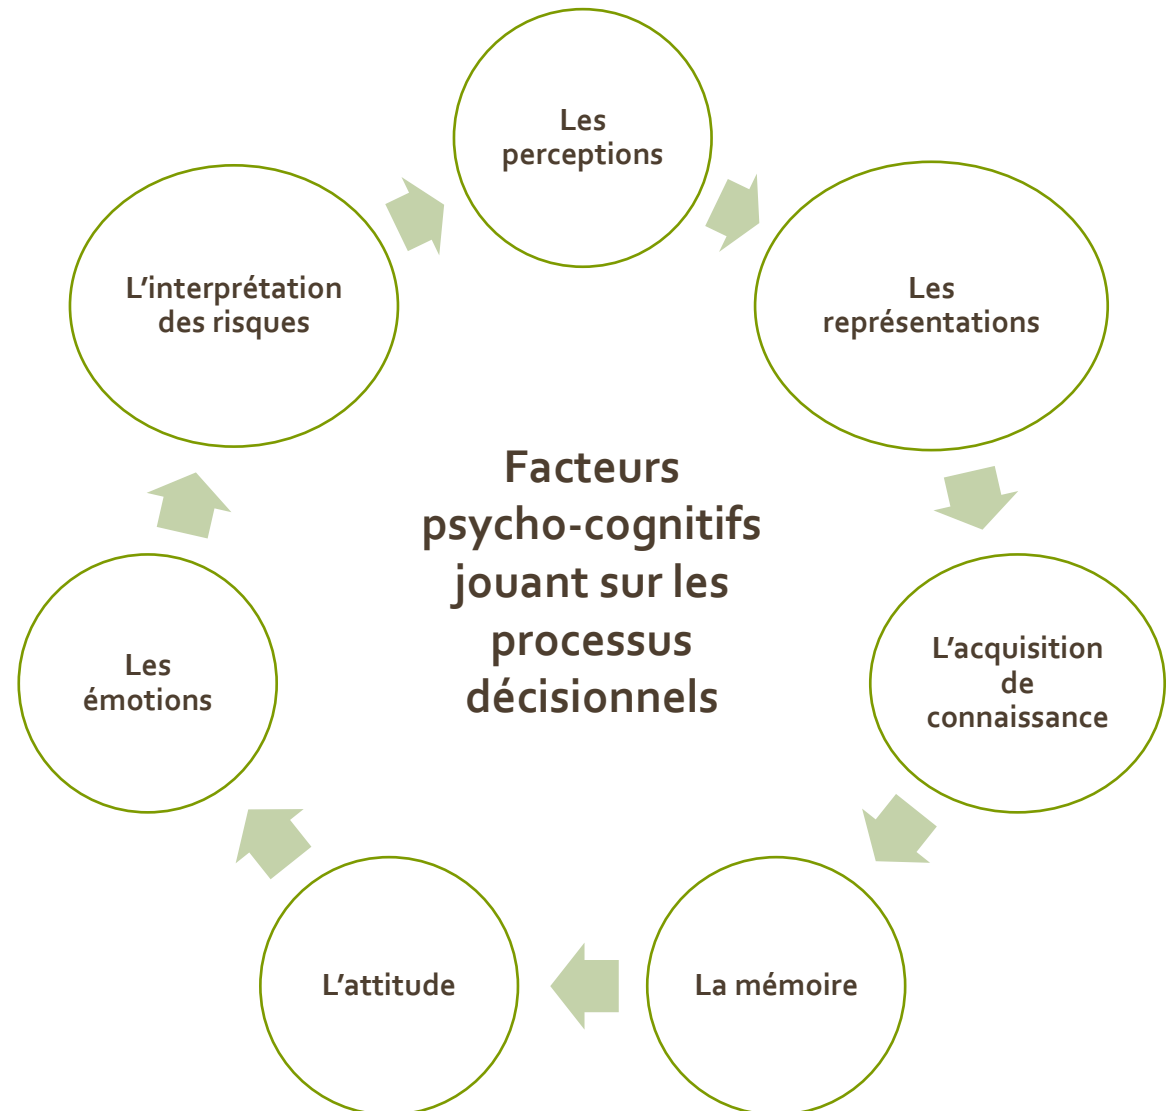 Les
perceptions
Les
représentations
L'acquisition
de
connaissance
La mémoire
L'attitude
Les
émotions
L'interprétation
des risques
Facteurs
psycho-cognitifs
jouant sur les
processus
décisionnels